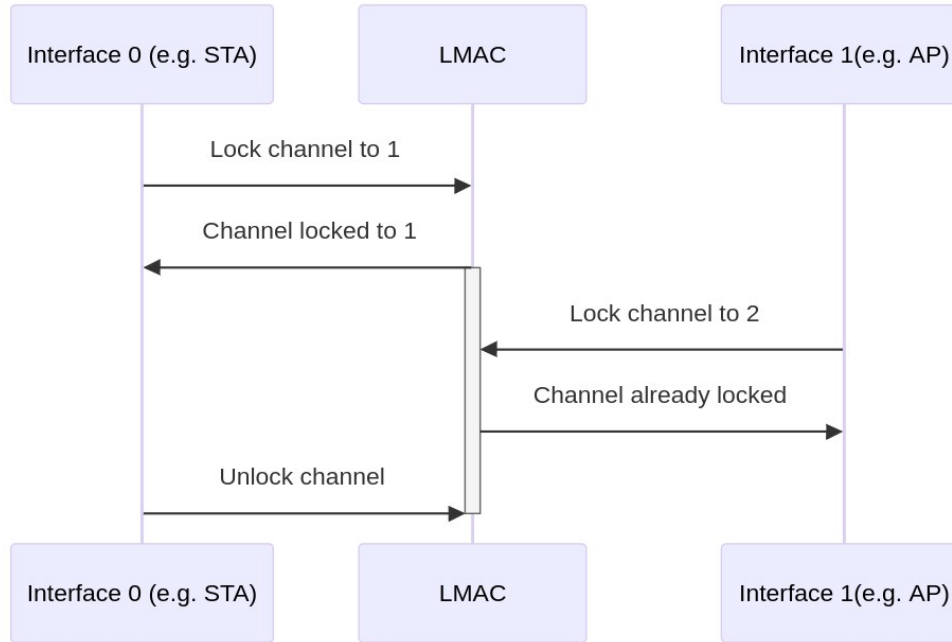 Interface 0 (e.g. STA)
LMAC
Interface 1(e.g. AP)
Lock channel to 1
Channel locked to 1
Lock channel to 2
Channel already locked
Unlock channel
Interface 0 (e.g. STA)
LMAC
Interface 1(e.g. AP)